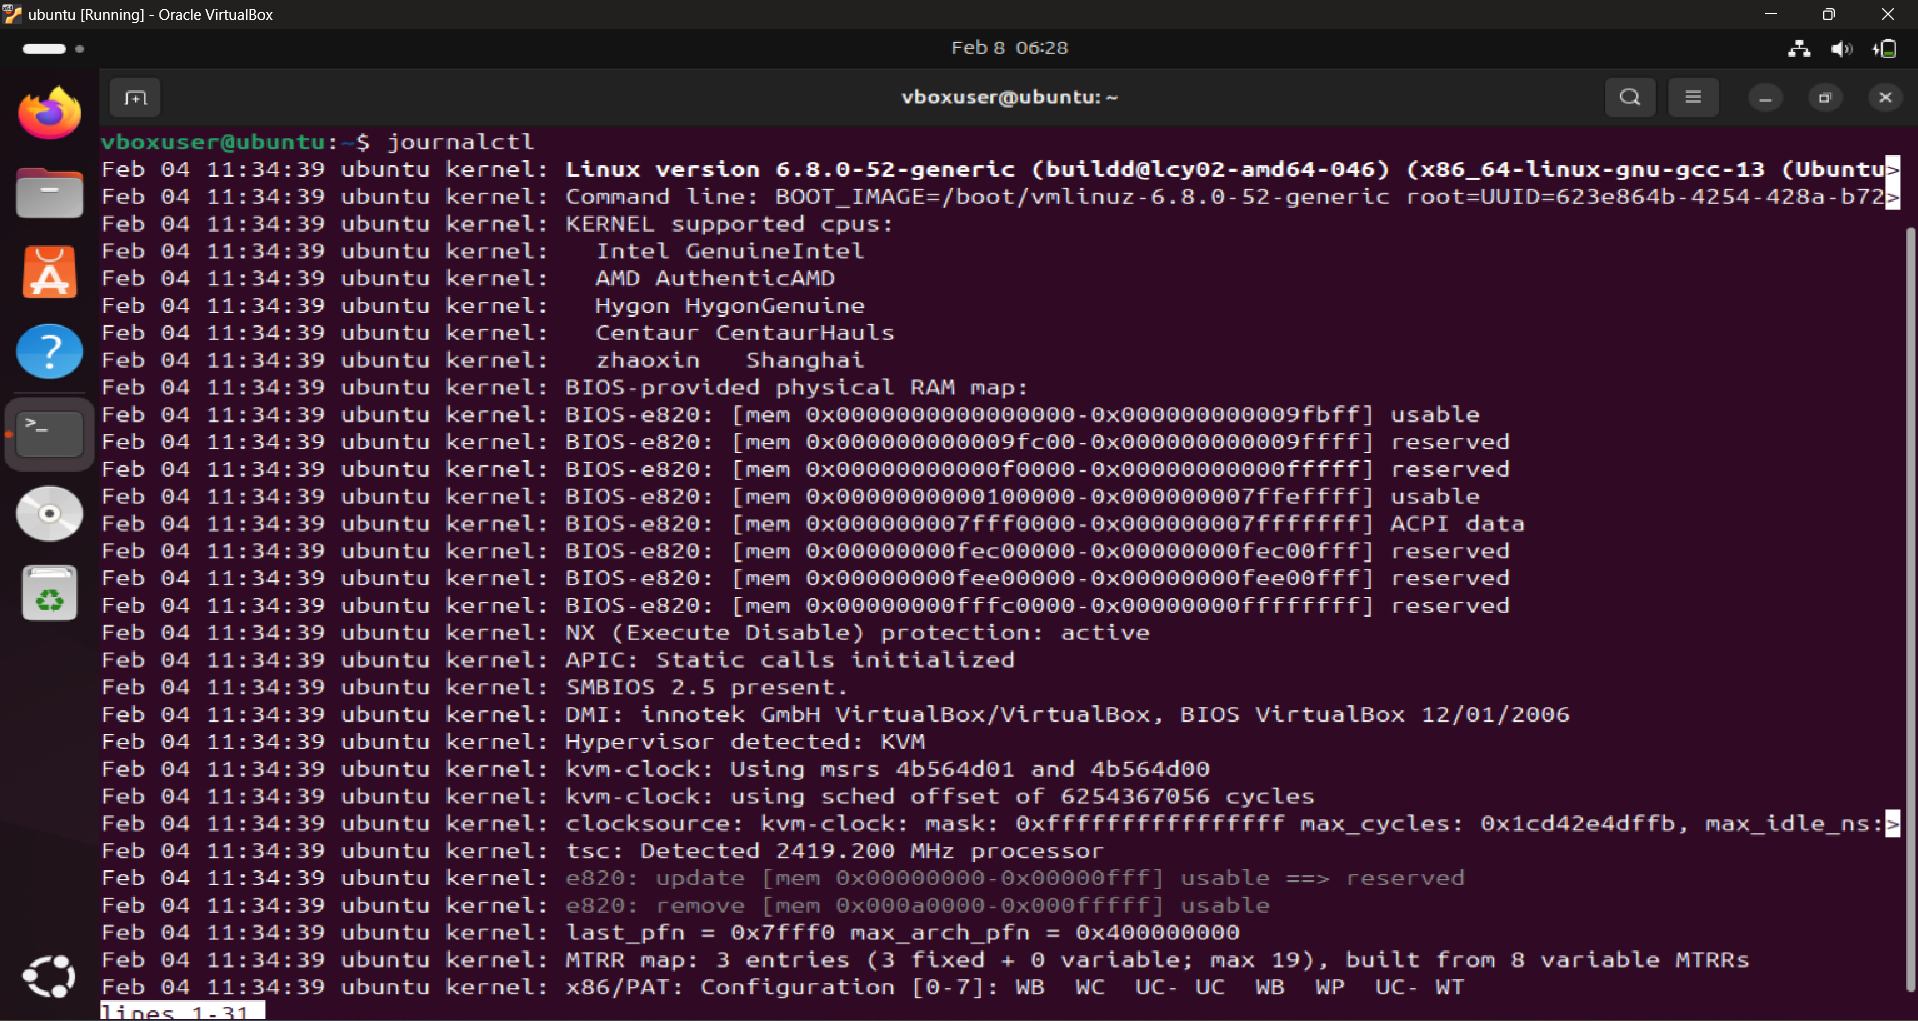 ubuntu [Running] - Oracle VirtualBox
Feb 8 06:28
vboxuser@ubuntu: ~
vboxuser@ubuntu:~$ journalctl
Feb 04 11:34:39 ubuntu kernel: Linux version 6.8.0-52-generic (buildd@lcy02-amd64-046) (x86_64-linux-gnu-gcc-13 (Ubuntu>
Feb 04 11:34:39 ubuntu kernel: Command line: BOOT_IMAGE=/boot/vmlinuz-6.8.0-52-generic root=UUID=623e864b-4254-428a-b72>
Feb 04 11:34:39 ubuntu kernel: KERNEL supported cpus:
Feb 04 11:34:39 ubuntu kernel:   Intel GenuineIntel
Feb 04 11:34:39 ubuntu kernel:   AMD AuthenticAMD
Feb 04 11:34:39 ubuntu kernel:   Hygon HygonGenuine
Feb 04 11:34:39 ubuntu kernel:   Centaur CentaurHauls
Feb 04 11:34:39 ubuntu kernel:   zhaoxin   Shanghai
Feb 04 11:34:39 ubuntu kernel: BIOS-provided physical RAM map:
Feb 04 11:34:39 ubuntu kernel: BIOS-e820: [mem 0x0000000000000000-0x000000000009fbff] usable
Feb 04 11:34:39 ubuntu kernel: BIOS-e820: [mem 0x000000000009fc00-0x000000000009ffff] reserved
Feb 04 11:34:39 ubuntu kernel: BIOS-e820: [mem 0x00000000000f0000-0x00000000000fffff] reserved
Feb 04 11:34:39 ubuntu kernel: BIOS-e820: [mem 0x0000000000100000-0x000000007ffeffff] usable
Feb 04 11:34:39 ubuntu kernel: BIOS-e820: [mem 0x000000007fff0000-0x000000007fffffff] ACPI data
Feb 04 11:34:39 ubuntu kernel: BIOS-e820: [mem 0x00000000fec00000-0x00000000fec00fff] reserved
Feb 04 11:34:39 ubuntu kernel: BIOS-e820: [mem 0x00000000fee00000-0x00000000fee00fff] reserved
Feb 04 11:34:39 ubuntu kernel: BIOS-e820: [mem 0x00000000fffc0000-0x00000000ffffffff] reserved
Feb 04 11:34:39 ubuntu kernel: NX (Execute Disable) protection: active
Feb 04 11:34:39 ubuntu kernel: APIC: Static calls initialized
Feb 04 11:34:39 ubuntu kernel: SMBIOS 2.5 present.
Feb 04 11:34:39 ubuntu kernel: DMI: innotek GmbH VirtualBox/VirtualBox, BIOS VirtualBox 12/01/2006
Feb 04 11:34:39 ubuntu kernel: Hypervisor detected: KVM
Feb 04 11:34:39 ubuntu kernel: kvm-clock: Using msrs 4b564d01 and 4b564d00
Feb 04 11:34:39 ubuntu kernel: kvm-clock: using sched offset of 6254367056 cycles
Feb 04 11:34:39 ubuntu kernel: clocksource: kvm-clock: mask: 0xffffffffffffffff max_cycles: 0x1cd42e4dffb, max_idle_ns:>
Feb 04 11:34:39 ubuntu kernel: tsc: Detected 2419.200 MHz processor
Feb 04 11:34:39 ubuntu kernel: e820: update [mem 0x00000000-0x00000fff] usable ==> reserved
Feb 04 11:34:39 ubuntu kernel: e820: remove [mem 0x000a0000-0x000fffff] usable
Feb 04 11:34:39 ubuntu kernel: last_pfn = 0x7fff0 max_arch_pfn = 0x400000000
Feb 04 11:34:39 ubuntu kernel: MTRR map: 3 entries (3 fixed + 0 variable; max 19), built from 8 variable MTRRs
Feb 04 11:34:39 ubuntu kernel: x86/PAT: Configuration [0-7]: WB  WC  UC- UC  WB  WP  UC- WT
lines 1-31